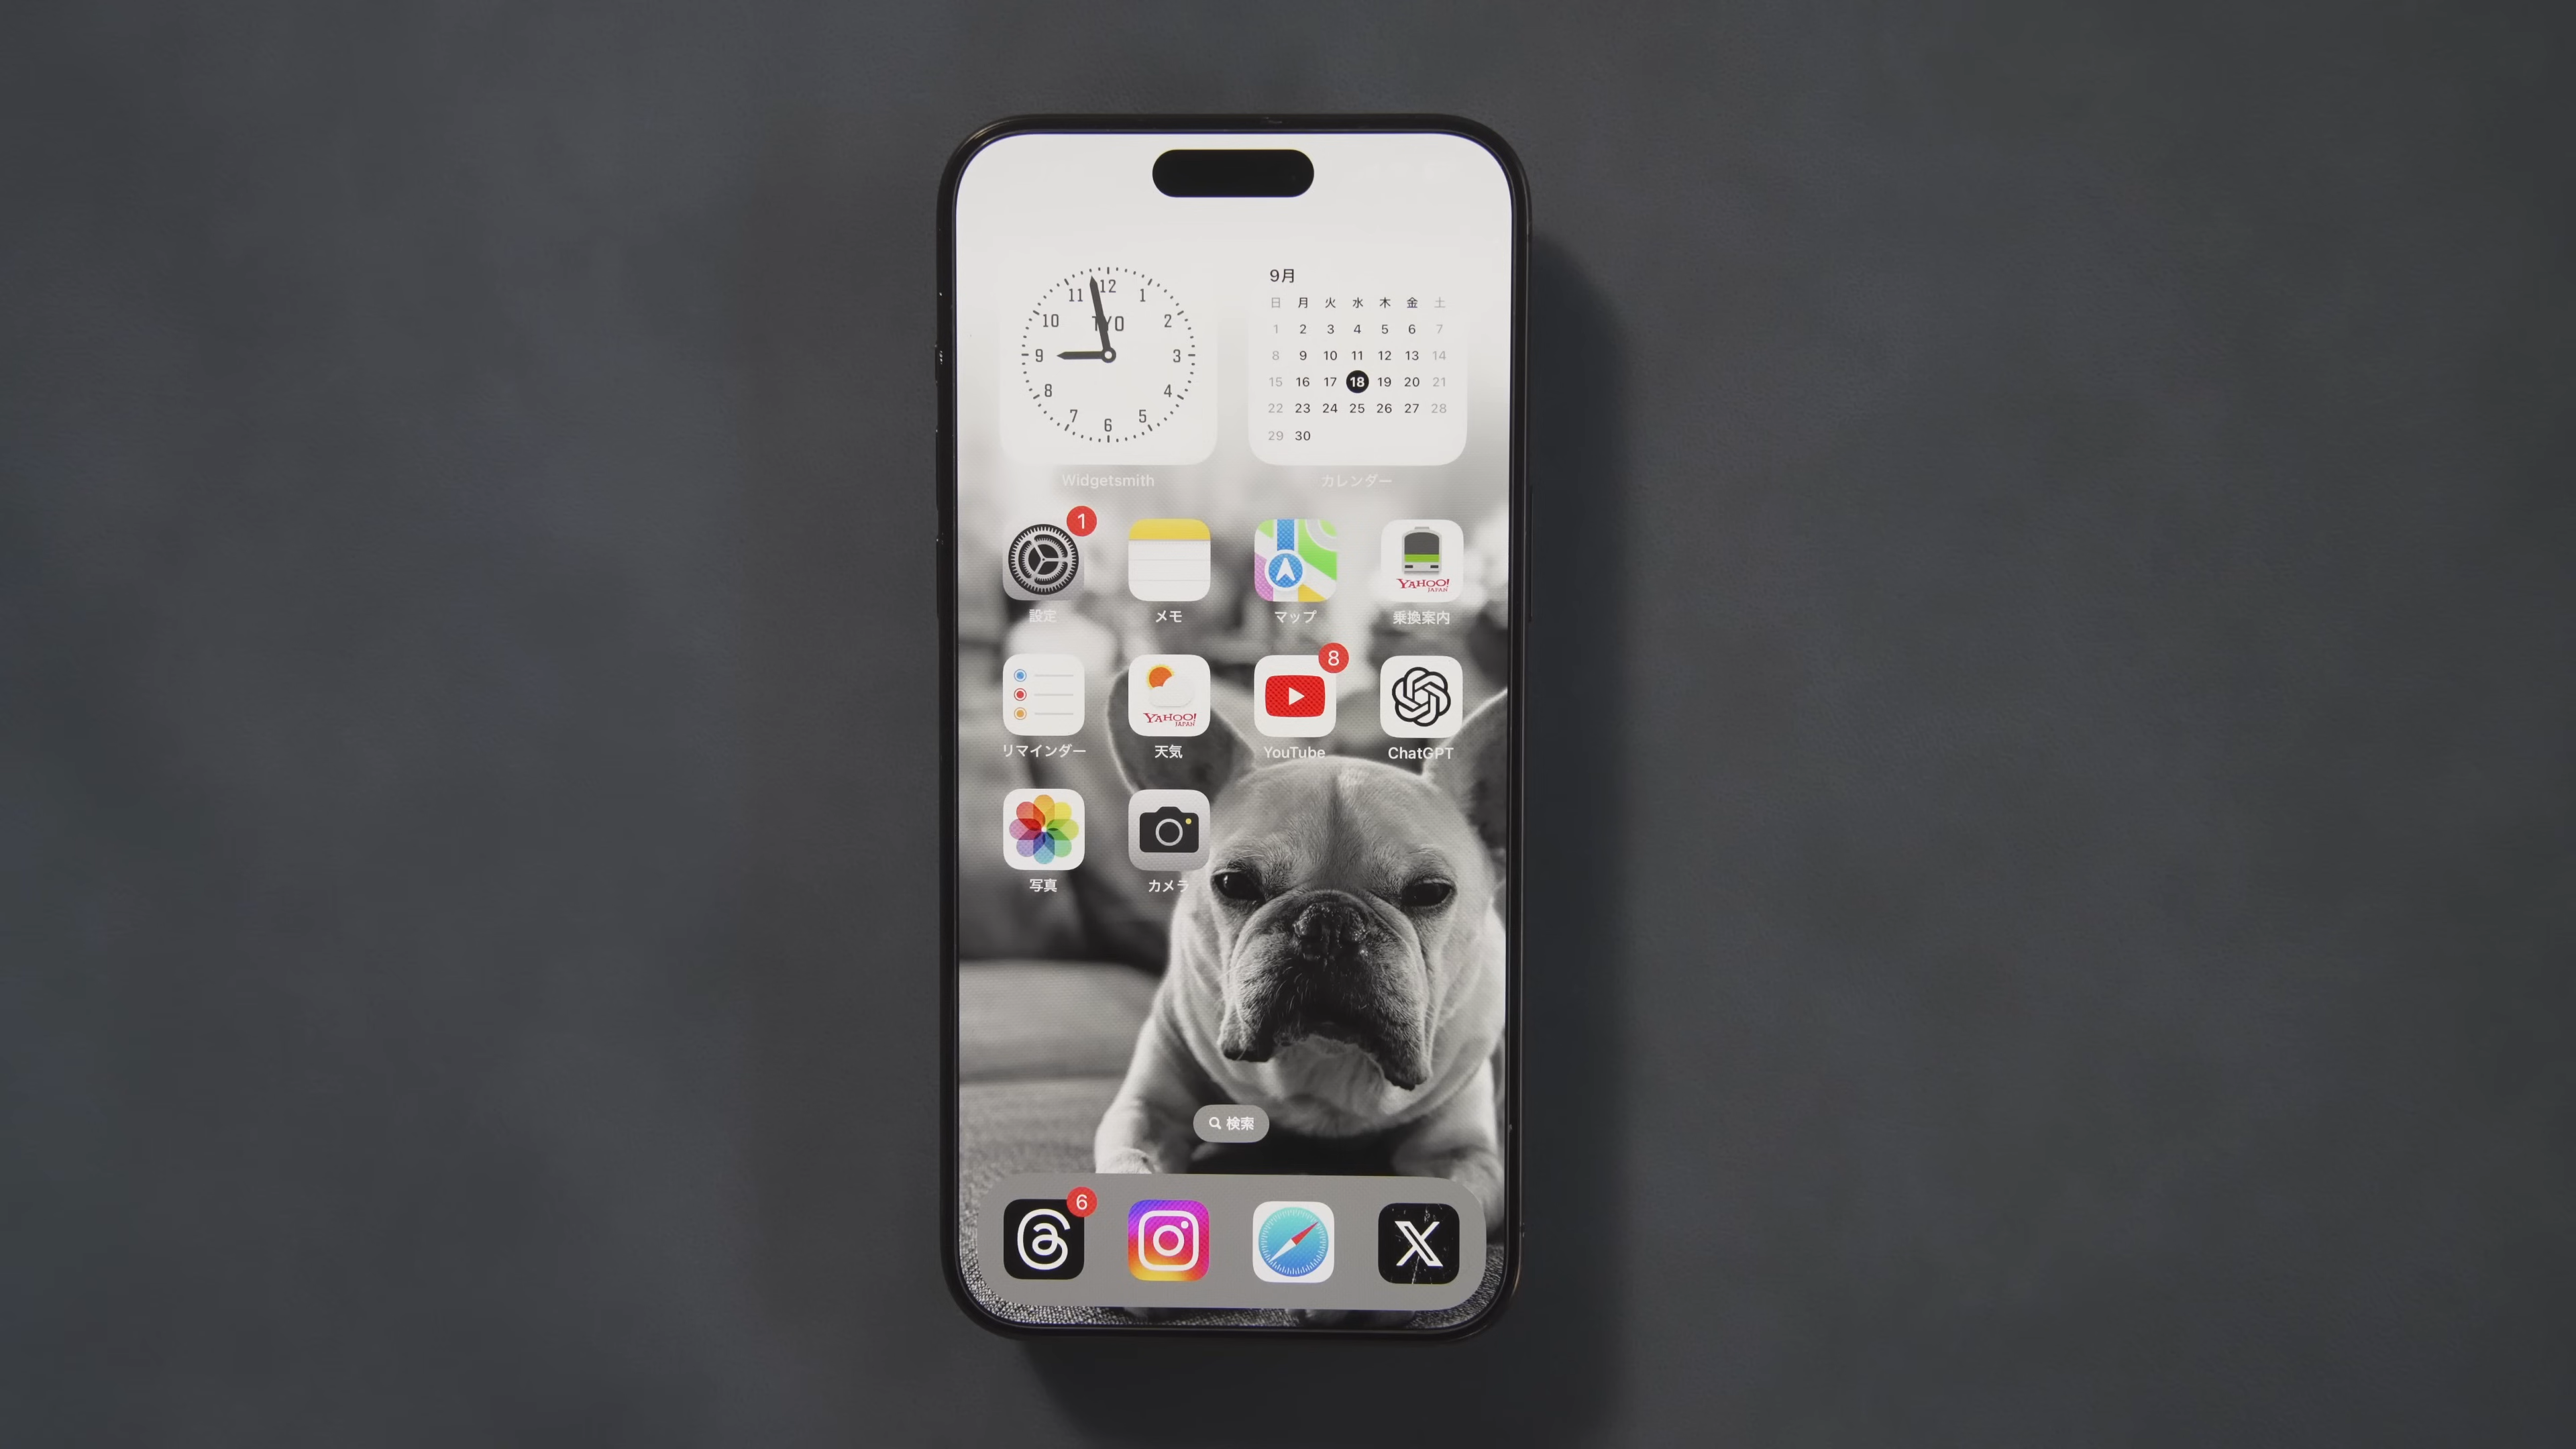 12
11 1
10 TYO 2
9 3
8 4
7 5
6
Widgetsmith
9月
日 月 火 水 木 金 土
1 2 3 4 5 6 7
8 9 10 11 12 13 14
15 16 17 18 19 20 21
22 23 24 25 26 27 28
29 30
カレンダー
1
YAHOO!
JAPAN
設定 メモ マップ 乗換案内
8
YAHOO!
JAPAN
リマインダー 天気 YouTube ChatGPT
写真 カメラ
検索
6